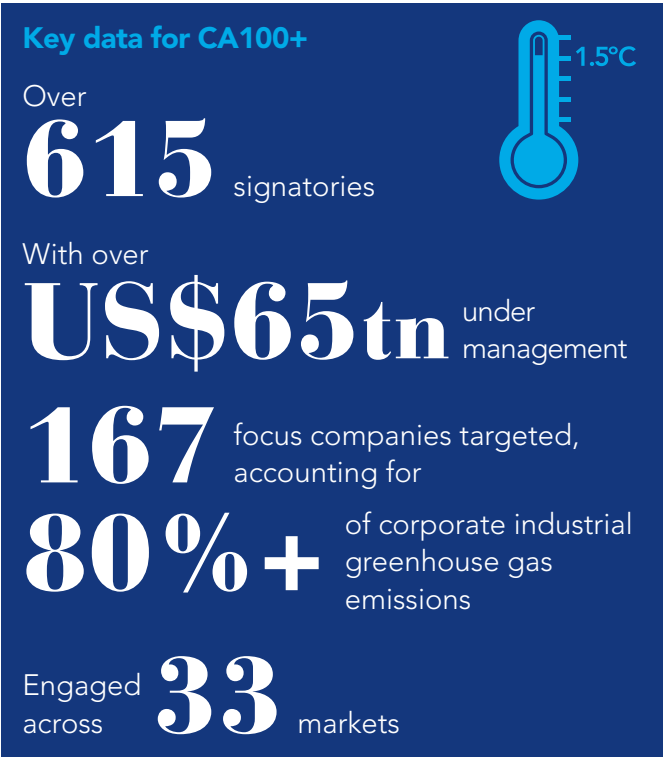 Key data for CA100+
1.5°C
Over
615 signatories
With over
US$65tn under
management
167 focus companies targeted,
accounting for
80%+ of corporate industrial
greenhouse gas
emissions
Engaged
across 33 markets